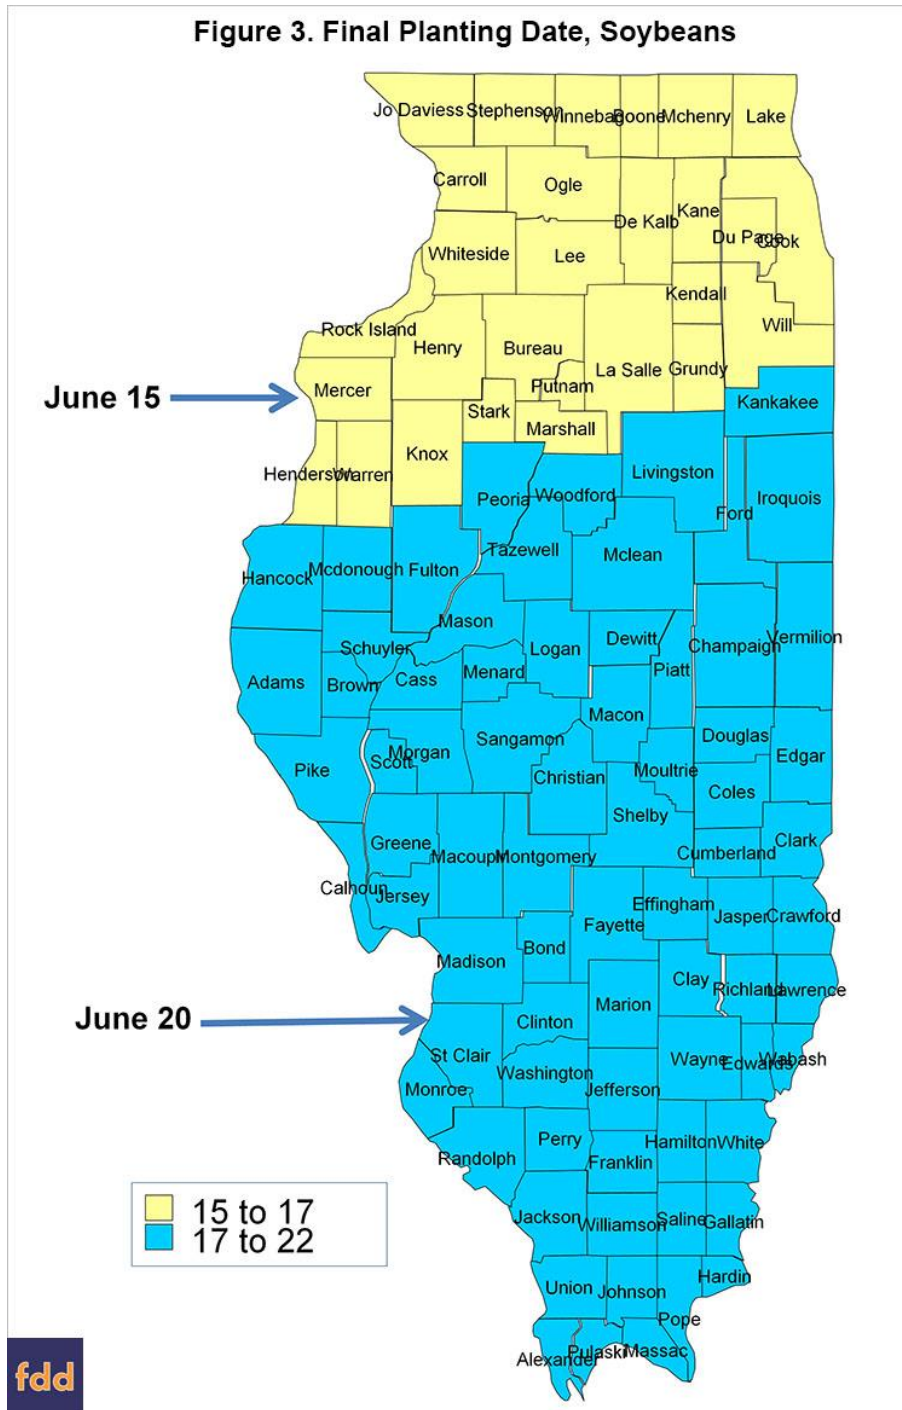 Figure 3. Final Planting Date, Soybeans
Jo Daviess Stephenson Winnebago Boone Mchenry Lake
Carroll Ogle De Kalb Kane Du Page Cook
Whiteside Lee Kendall
Rock Island Henry Bureau Will
June 15 Mercer Putnam La Salle Grundy
Stark Marshall Kankakee
Henderson Warren Knox
Peoria Woodford Livingston Ford Iroquois
Hancock Mcdonough Fulton Tazewell Mclean
Mason
Schuyler Logan Dewitt Champaign Vermilion
Adams Brown Cass Menard Piatt
Macon
Pike Scott Morgan Sangamon Douglas Edgar
Christian Moultrie
Coles
Shelby
Greene Macoupin Montgomery Cumberland Clark
Calhoun Jersey
Fayette Effingham Jasper Crawford
Madison Bond
Clay Richland Lawrence
June 20 Clinton Marion
St Clair Washington Wayne Edwards Wabash
Monroe Jefferson
Randolph Perry Franklin Hamilton White
Jackson Williamson Saline Gallatin
15 to 17
17 to 22
Union Johnson Hardin
Pope
Alexander Pulaski Massac
fdd